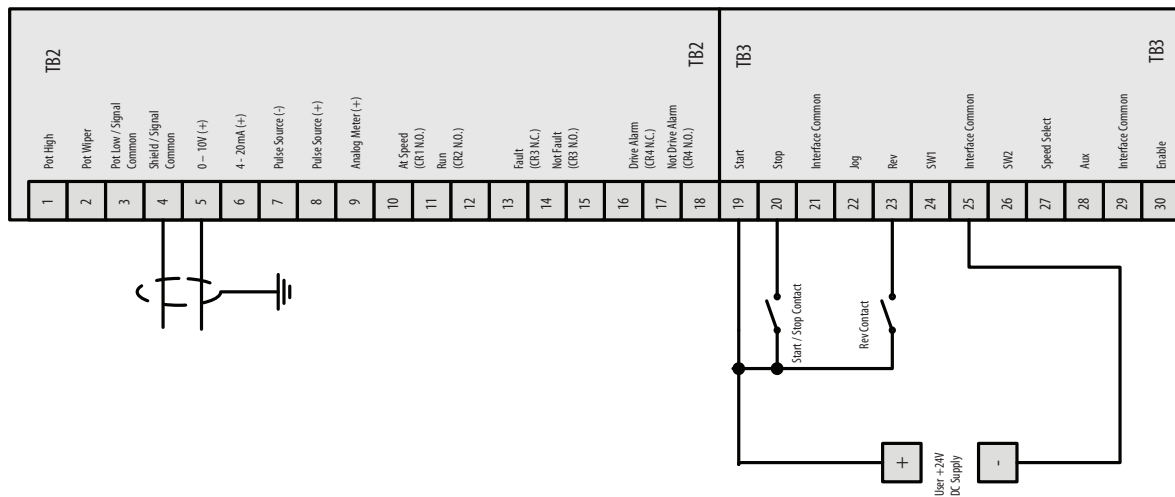 TB2
TB2
TB3
TB3
Pot High
Pot Wiper
Pot Low / Signal
Common
Shield / Signal
Common
0 – 10V (+)
4 - 20mA (+)
Pulse Source (-)
Pulse Source (+)
Analog Meter (+)
At Speed
(CR1 N.O.)
Run
(CR2 N.O.)
Fault
(CR3 N.C.)
Not Fault
(CR3 N.O.)
Drive Alarm
(CR4 N.C.)
Not Drive Alarm
(CR4 N.O.)
Start
Stop
Interface Common
Jog
Rev
SW1
Interface Common
SW2
Speed Select
Aux
Interface Common
Enable
1
2
3
4
5
6
7
8
9
10
11
12
13
14
15
16
17
18
19
20
21
22
23
24
25
26
27
28
29
30
Start / Stop Contact
Rev Contact
User +24V
DC Supply
+
-